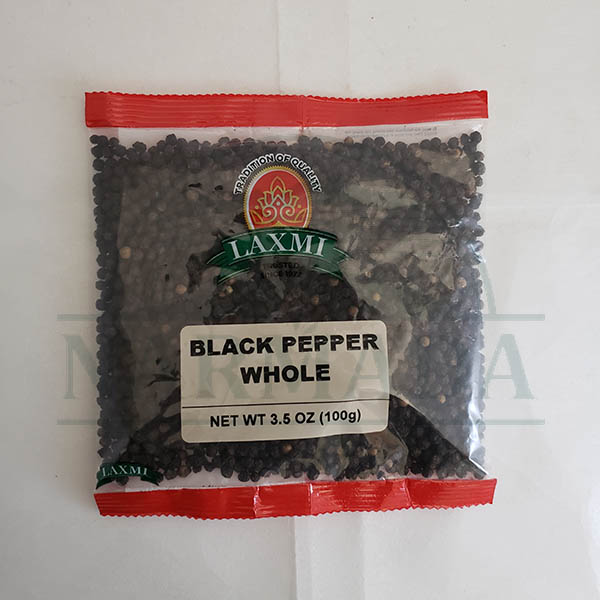 TRADITION OF QUALITY
LAXMI
TRUSTED
SINCE 1972
BLACK PEPPER
WHOLE
NET WT 3.5 OZ (100g)
LAXMI